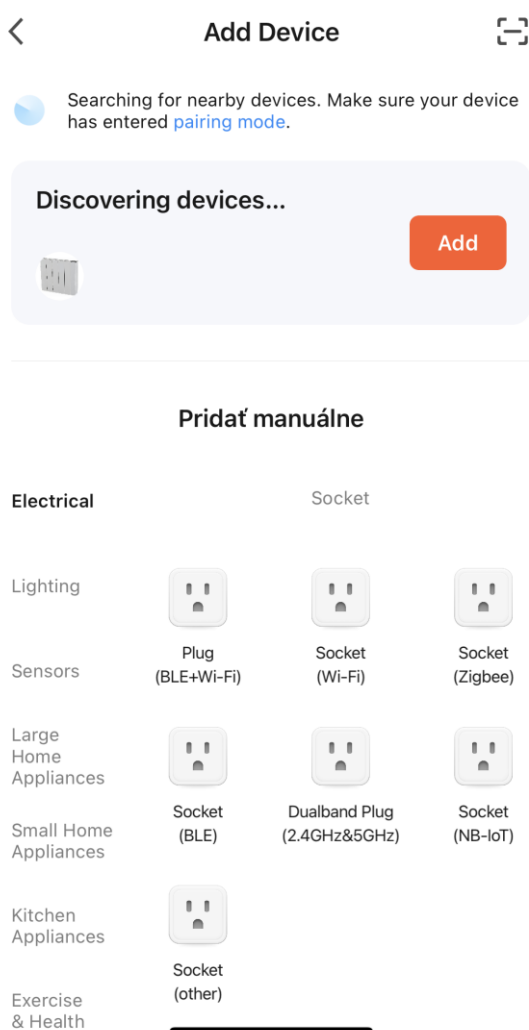 Add Device
Searching for nearby devices. Make sure your device
has entered pairing mode.
Discovering devices...
Add
Pridať manuálne
Electrical
Socket
Lighting
Plug
(BLE+Wi-Fi)
Socket
(Wi-Fi)
Socket
(Zigbee)
Sensors
Large
Home
Appliances
Socket
(BLE)
Dualband Plug
(2.4GHz&5GHz)
Socket
(NB-IoT)
Small Home
Appliances
Kitchen
Appliances
Socket
(other)
Exercise
& Health